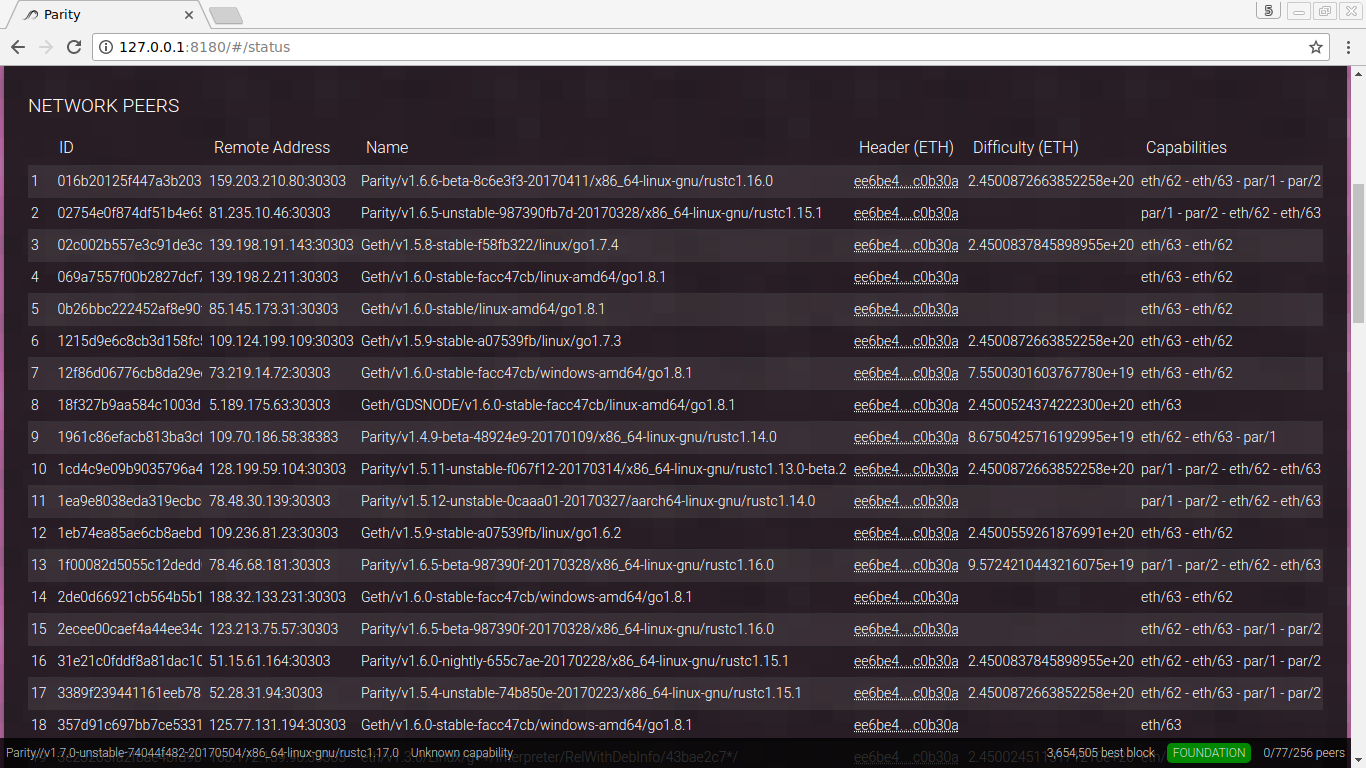 Parity
5
127.0.0.1:8180/#/status
NETWORK PEERS
ID Remote Address Name Header (ETH) Difficulty (ETH) Capabilities
1 016b20125f447a3b203 159.203.210.80:30303 Parity/v1.6.6-beta-8c6e3f3-20170411/x86_64-linux-gnu/rustc1.16.0 ee6be4...c0b30a 2.4500872663852258e+20 eth/62 - eth/63 - par/1 - par/2
2 02754e0f874df51b4e65 81.235.10.46:30303 Parity/v1.6.5-unstable-987390fb7d-20170328/x86_64-linux-gnu/rustc1.15.1 ee6be4...c0b30a par/1 - par/2 - eth/62 - eth/63
3 02c002b557e3c91de3c 139.198.191.143:30303 Geth/v1.5.8-stable-f58fb322/linux/go1.7.4 ee6be4...c0b30a 2.4500837845898955e+20 eth/63 - eth/62
4 069a7557f00b2827dcf7 139.198.2.211:30303 Geth/v1.6.0-stable-facc47cb/linux-amd64/go1.8.1 ee6be4...c0b30a eth/63 - eth/62
5 0b26bbc222452af8e90 85.145.173.31:30303 Geth/v1.6.0-stable/linux-amd64/go1.8.1 ee6be4...c0b30a eth/63 - eth/62
6 1215d9e6c8cb3d158fc 109.124.199.109:30303 Geth/v1.5.9-stable-a07539fb/linux/go1.7.3 ee6be4...c0b30a 2.4500872663852258e+20 eth/63 - eth/62
7 12f86d06776cb8da29e 73.219.14.72:30303 Geth/v1.6.0-stable-facc47cb/windows-amd64/go1.8.1 ee6be4...c0b30a 7.5500301603767780e+19 eth/63 - eth/62
8 18f327b9aa584c1003d 5.189.175.63:30303 Geth/GDSNODE/v1.6.0-stable-facc47cb/linux-amd64/go1.8.1 ee6be4...c0b30a 2.4500524374222300e+20 eth/63
9 1961c86efacb813ba3cf 109.70.186.58:38383 Parity/v1.4.9-beta-48924e9-20170109/x86_64-linux-gnu/rustc1.14.0 ee6be4...c0b30a 8.6750425716192995e+19 eth/62 - eth/63 - par/1
10 1cd4c9e09b9035796a4 128.199.59.104:30303 Parity/v1.5.11-unstable-f067f12-20170314/x86_64-linux-gnu/rustc1.13.0-beta.2 ee6be4...c0b30a 2.4500872663852258e+20 par/1 - par/2 - eth/62 - eth/63
11 1ea9e8038eda319ecbc 78.48.30.139:30303 Parity/v1.5.12-unstable-0caaa01-20170327/aarch64-linux-gnu/rustc1.14.0 ee6be4...c0b30a par/1 - par/2 - eth/62 - eth/63
12 1eb74ea85ae6cb8aebd 109.236.81.23:30303 Geth/v1.5.9-stable-a07539fb/linux/go1.6.2 ee6be4...c0b30a 2.4500559261876991e+20 eth/63 - eth/62
13 1f00082d5055c12dedd 78.46.68.181:30303 Parity/v1.6.5-beta-987390f-20170328/x86_64-linux-gnu/rustc1.16.0 ee6be4...c0b30a 9.5724210443216075e+19 par/1 - par/2 - eth/62 - eth/63
14 2de0d66921cb564b5b1 188.32.133.231:30303 Geth/v1.6.0-stable-facc47cb/windows-amd64/go1.8.1 ee6be4...c0b30a eth/63 - eth/62
15 2ecee00caef4a44ee34c 123.213.75.57:30303 Parity/v1.6.5-beta-987390f-20170328/x86_64-linux-gnu/rustc1.16.0 ee6be4...c0b30a eth/62 - eth/63 - par/1 - par/2
16 31e21c0fddf8a81dac10 51.15.61.164:30303 Parity/v1.6.0-nightly-655c7ae-20170228/x86_64-linux-gnu/rustc1.15.1 ee6be4...c0b30a 2.4500837845898955e+20 eth/62 - eth/63 - par/1 - par/2
17 3389f239441161eeb78 52.28.31.94:30303 Parity/v1.5.4-unstable-74b850e-20170223/x86_64-linux-gnu/rustc1.15.1 ee6be4...c0b30a 2.4500872663852258e+20 eth/62 - eth/63 - par/1 - par/2
18 357d91c697bb7ce5331 125.77.131.194:30303 Geth/v1.6.0-stable-facc47cb/windows-amd64/go1.8.1 ee6be4...c0b30a eth/63
Parity//v1.7.0-unstable-74044f482-20170504/x86_64-linux-gnu/rustc1.17.0 Unknown capability 3,654,505 best block FOUNDATION 0/77/256 peers